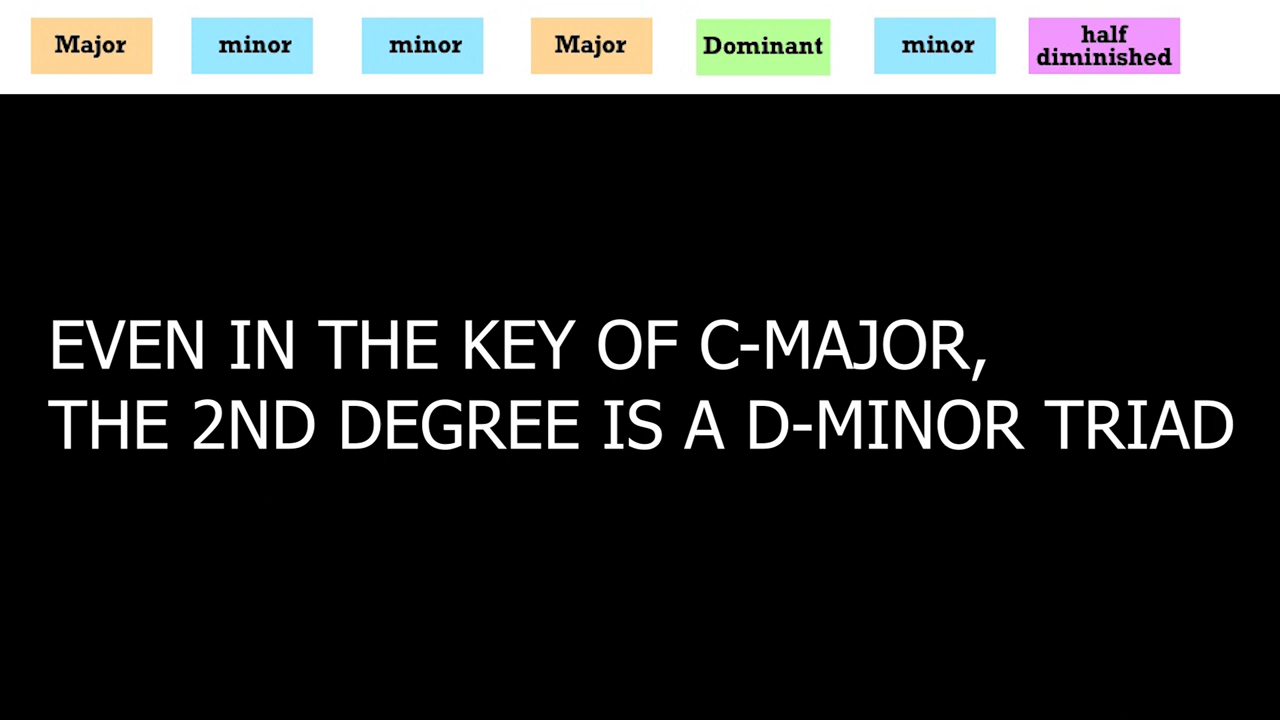 Major minor minor Major Dominant minor half diminished
EVEN IN THE KEY OF C-MAJOR,
THE 2ND DEGREE IS A D-MINOR TRIAD